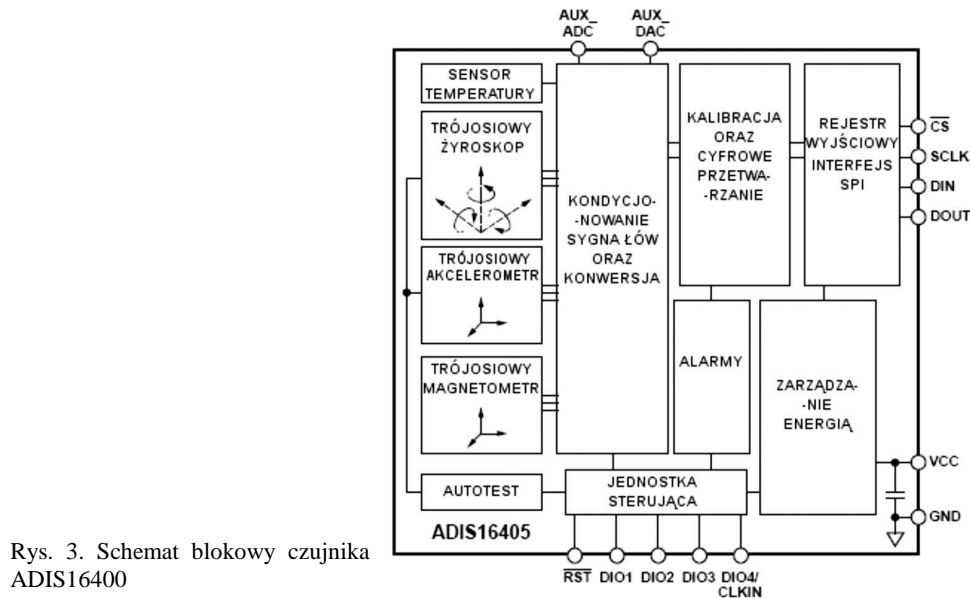 AUX_
ADC
AUX_
DAC
SENSOR
TEMPERATURY
TRÓJOSIOWY
ŻYROSKOP
TRÓJOSIOWY
AKCELEROMETR
TRÓJOSIOWY
MAGNETOMETR
AUTOTEST
KONDYCJO-
-NOWANIE
SYGNA ŁÓW
ORAZ
KONWERSJA
KALIBRACJA
ORAZ
CYFROWE
PRZETWA-
-RZANIE
REJESTR
WYJŚCIOWY
INTERFEJS
SPI
CS
SCLK
DIN
DOUT
ALARMY
ZARZĄDZA-
-NIE
ENERGIĄ
VCC
GND
JEDNOSTKA
STERUJĄCA
ADIS16405
RST
DIO1
DIO2
DIO3
DIO4/
CLKIN
Rys. 3. Schemat blokowy czujnika
ADIS16400